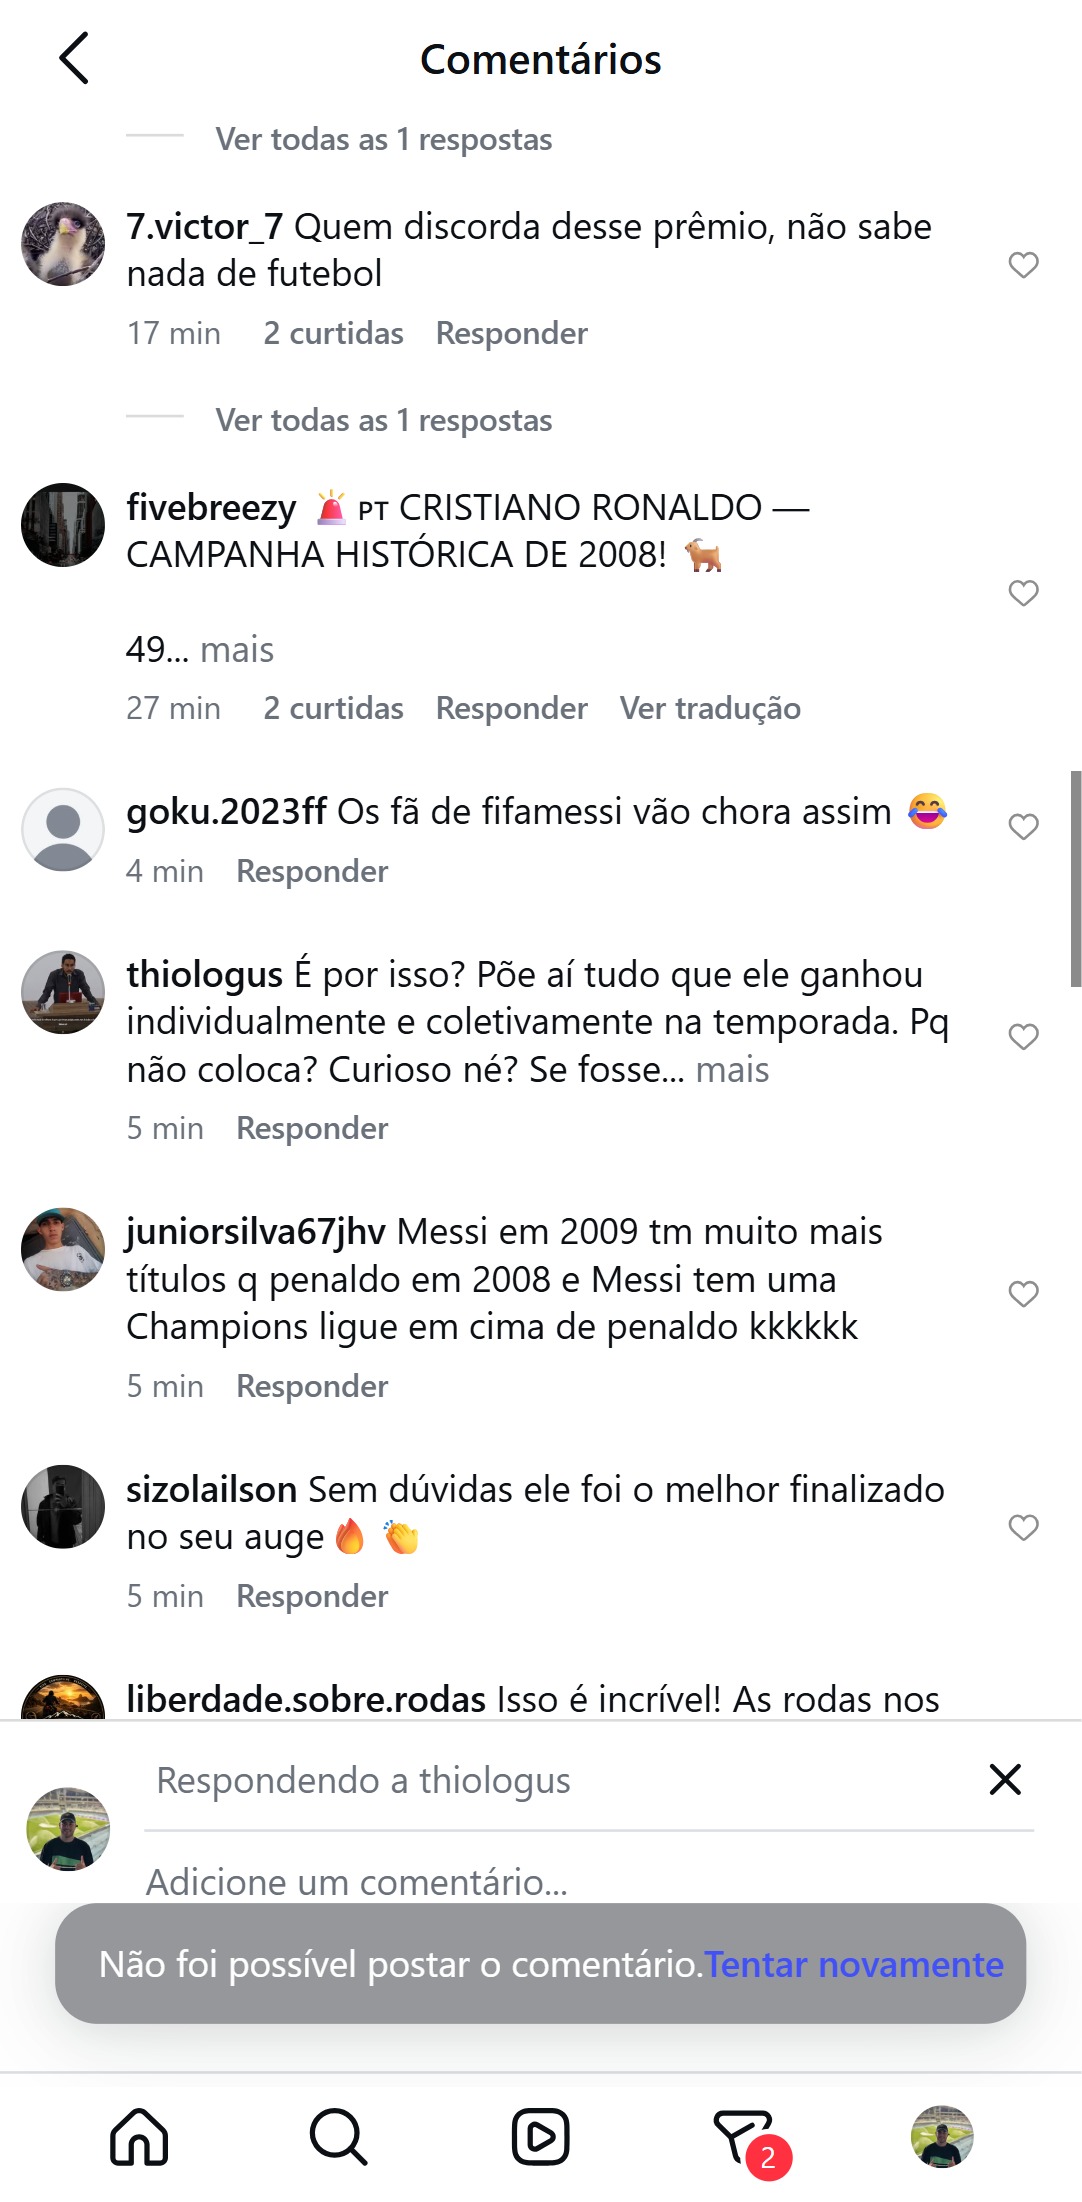 Comentários
Ver todas as 1 respostas
7.victor_7 Quem discorda desse prêmio, não sabe
nada de futebol
17 min 2 curtidas Responder
Ver todas as 1 respostas
fivebreezy 🚨 PT CRISTIANO RONALDO —
CAMPANHA HISTÓRICA DE 2008! 🐐
49... mais
27 min 2 curtidas Responder Ver tradução
goku.2023ff Os fã de fifamessi vão chora assim 😂
4 min Responder
thiologus É por isso? Põe aí tudo que ele ganhou
individualmente e coletivamente na temporada. Pq
não coloca? Curioso né? Se fosse... mais
5 min Responder
juniorsilva67jhv Messi em 2009 tm muito mais
títulos q penaldo em 2008 e Messi tem uma
Champions ligue em cima de penaldo kkkkkk
5 min Responder
sizolailson Sem dúvidas ele foi o melhor finalizado
no seu auge🔥 👏
5 min Responder
liberdade.sobre.rodas Isso é incrível! As rodas nos
Respondendo a thiologus
Adicione um comentário...
Não foi possível postar o comentário.Tentar novamente
2